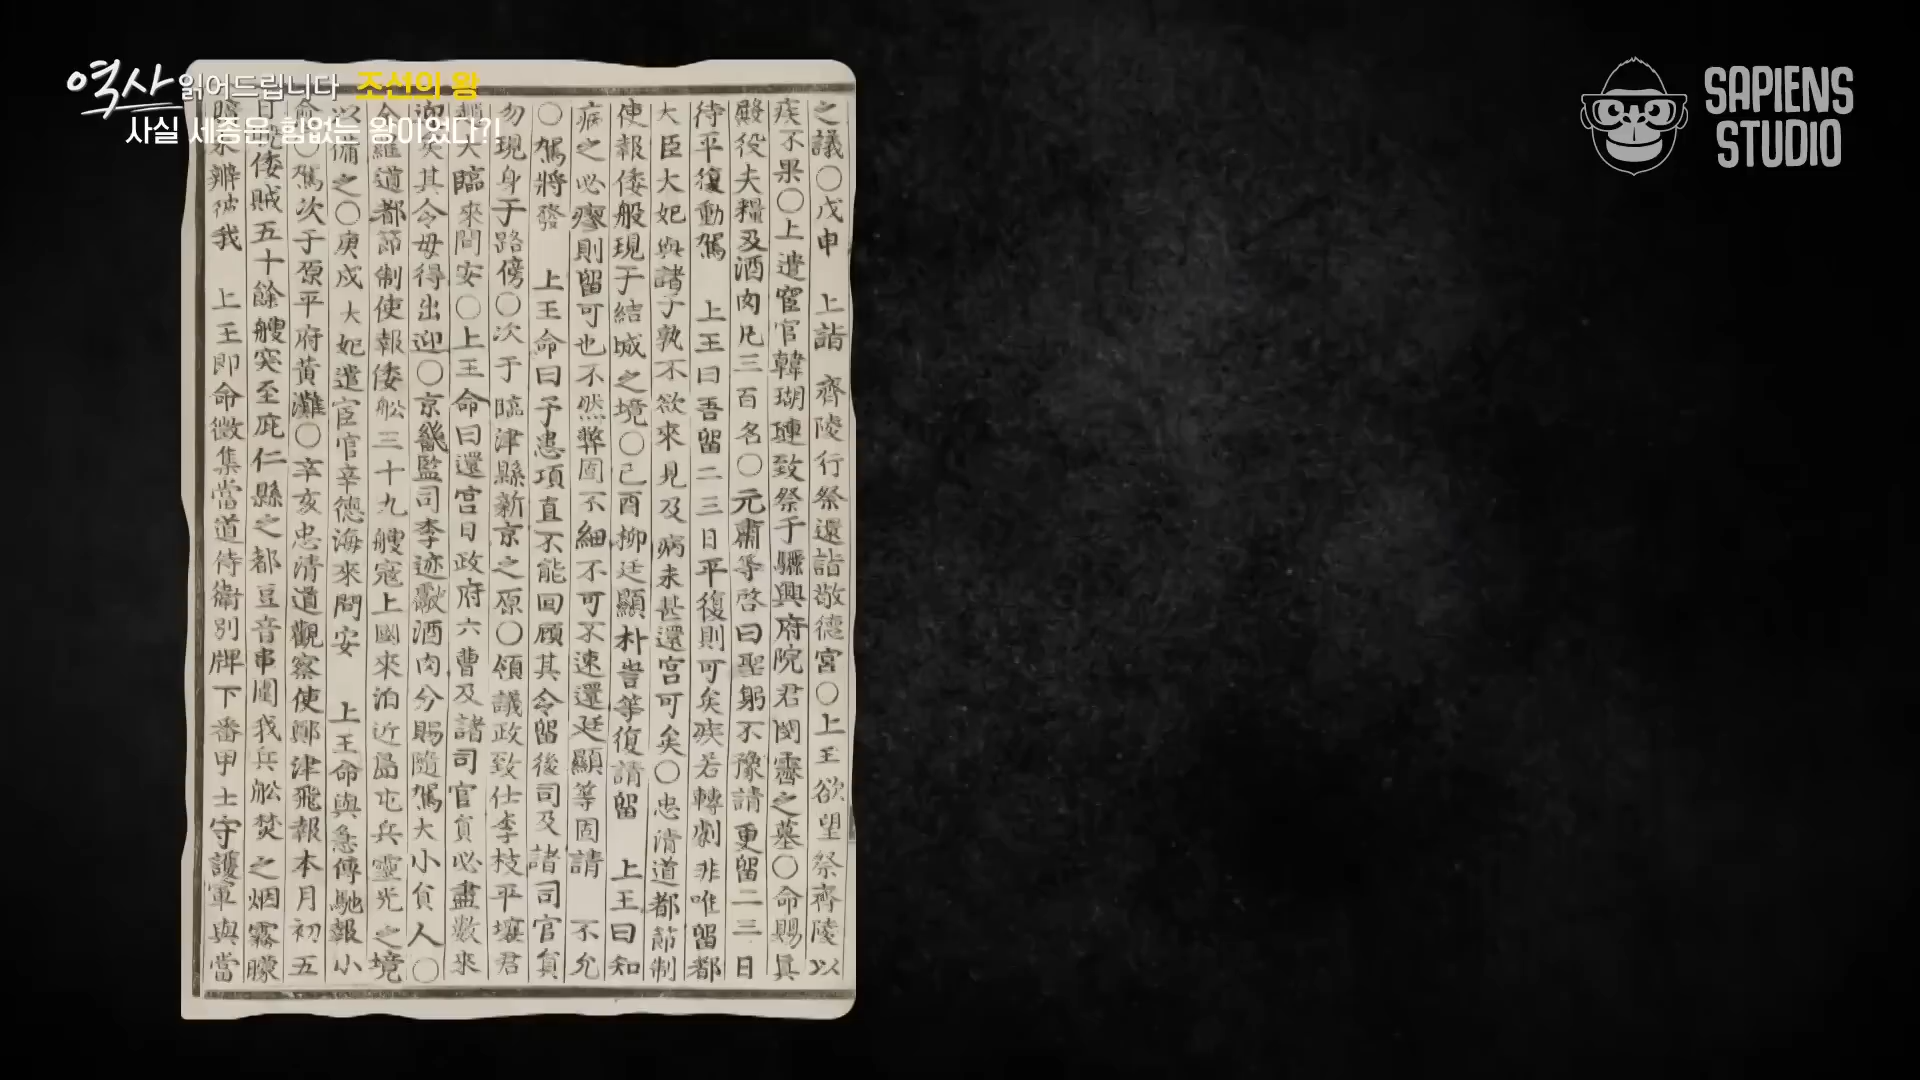 역사 읽어드립니다 조선의 왕
사실 세종은 힘없는 왕이었다?!
SAPIENS
STUDIO
之議○戊申 上詣 齊陵行祭還詣敬德宮○上王欲望祭齊陵以
疾不果○上遣宦官韓瑚璉致祭于驪興府院君閔霽之墓○命賜眞
殿役夫糧及酒肉凡三百名○元肅等啓曰聖躬不豫請更留二三日
待平復動駕 上王曰吾留二三日平復則可矣疾若轉劇非唯留都
大臣大妃與諸子孰不欲來見及病未甚還宮可矣○忠清道都節制
使報倭般現于結城之境○己酉柳廷顯朴訔等復請留 上王曰知
疾之必瘳則留可也不然弊固不細不可不速還廷顯等固請 不允
○駕將發 上王命曰予患項直不能回顧其令留後司及諸司官負
勿現身于路傍○次于臨津縣新京之原○領議政致仕李枝平壤君
趙大臨來問安○上王命曰還宮日政府六曹及諸司官負必盡數來
矣其令毋得出迎○京畿監司李迹獻酒肉分賜隨駕大小負人○
全羅道都節制使報倭船三十九艘寇上國來泊近島屯兵靈光之境
以備之○庚戌大妃遣宦官辛德海來問安 上王命與急傳馳報小
命○駕次于原平府黃灘○辛亥忠清道觀察使鄭津飛報本月初五
日 倭賊五十餘艘突至庇仁縣之都豆音串圍我兵船焚之烟霧朦
不辨彼我 上王即命徵集當道侍衛別牌下番甲士守護軍與當